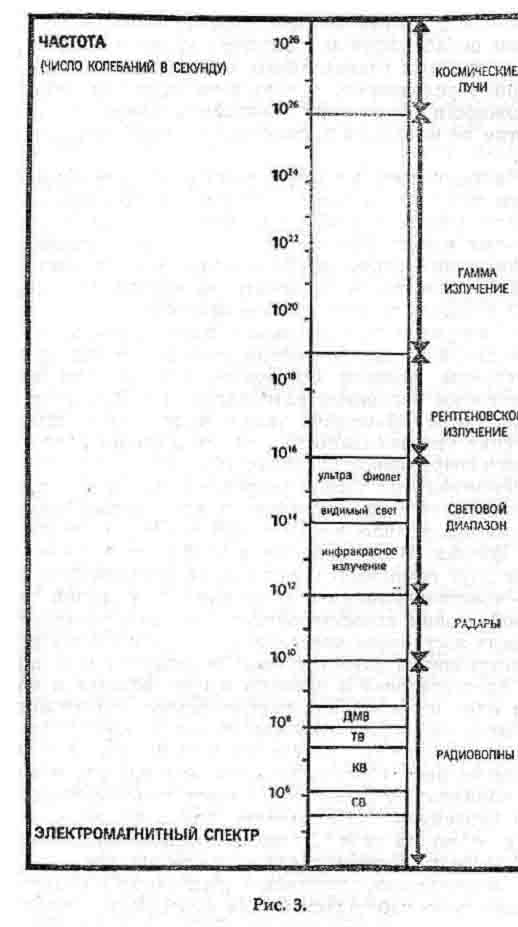 ЧАСТОТА
(ЧИСЛО КОЛЕБАНИЙ В СЕКУНДУ)
10²⁸
КОСМИЧЕСКИЕ
ЛУЧИ
10²⁶
10²⁴
10²²
ГАММА
ИЗЛУЧЕНИЕ
10²⁰
10¹⁸
РЕНТГЕНОВСКО
ИЗЛУЧЕНИЕ
10¹⁶
ультра фиолет
видимый свет
СВЕТОВОЙ
ДИАПАЗОН
10¹⁴
инфракрасное
излучение
10¹²
РАДАРЫ
10¹⁰
ДМВ
10⁸
ТВ
РАДИОВОЛНЫ
КВ
10⁶
СВ
ЭЛЕКТРОМАГНИТНЫЙ СПЕКТР
Рис. 3.